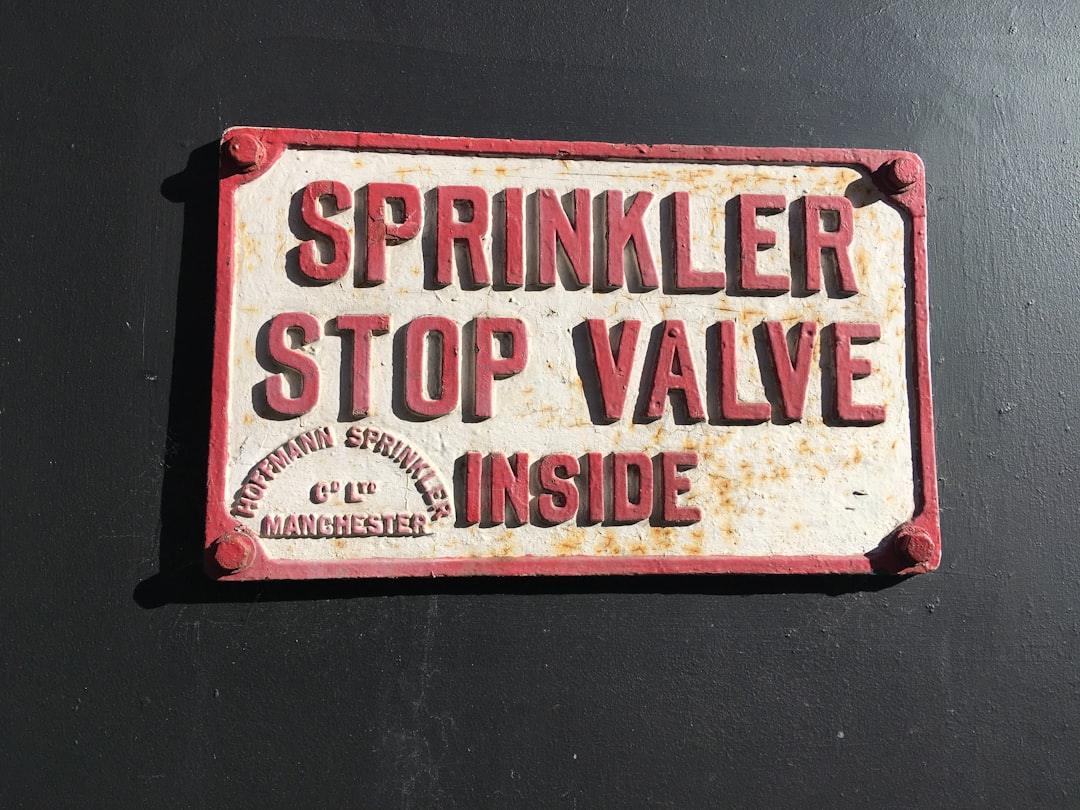 SPRINKLER
STOP VALVE
INSIDE
HOFFMANN SPRINKLER
Cº Lᵀᴰ
MANCHESTER